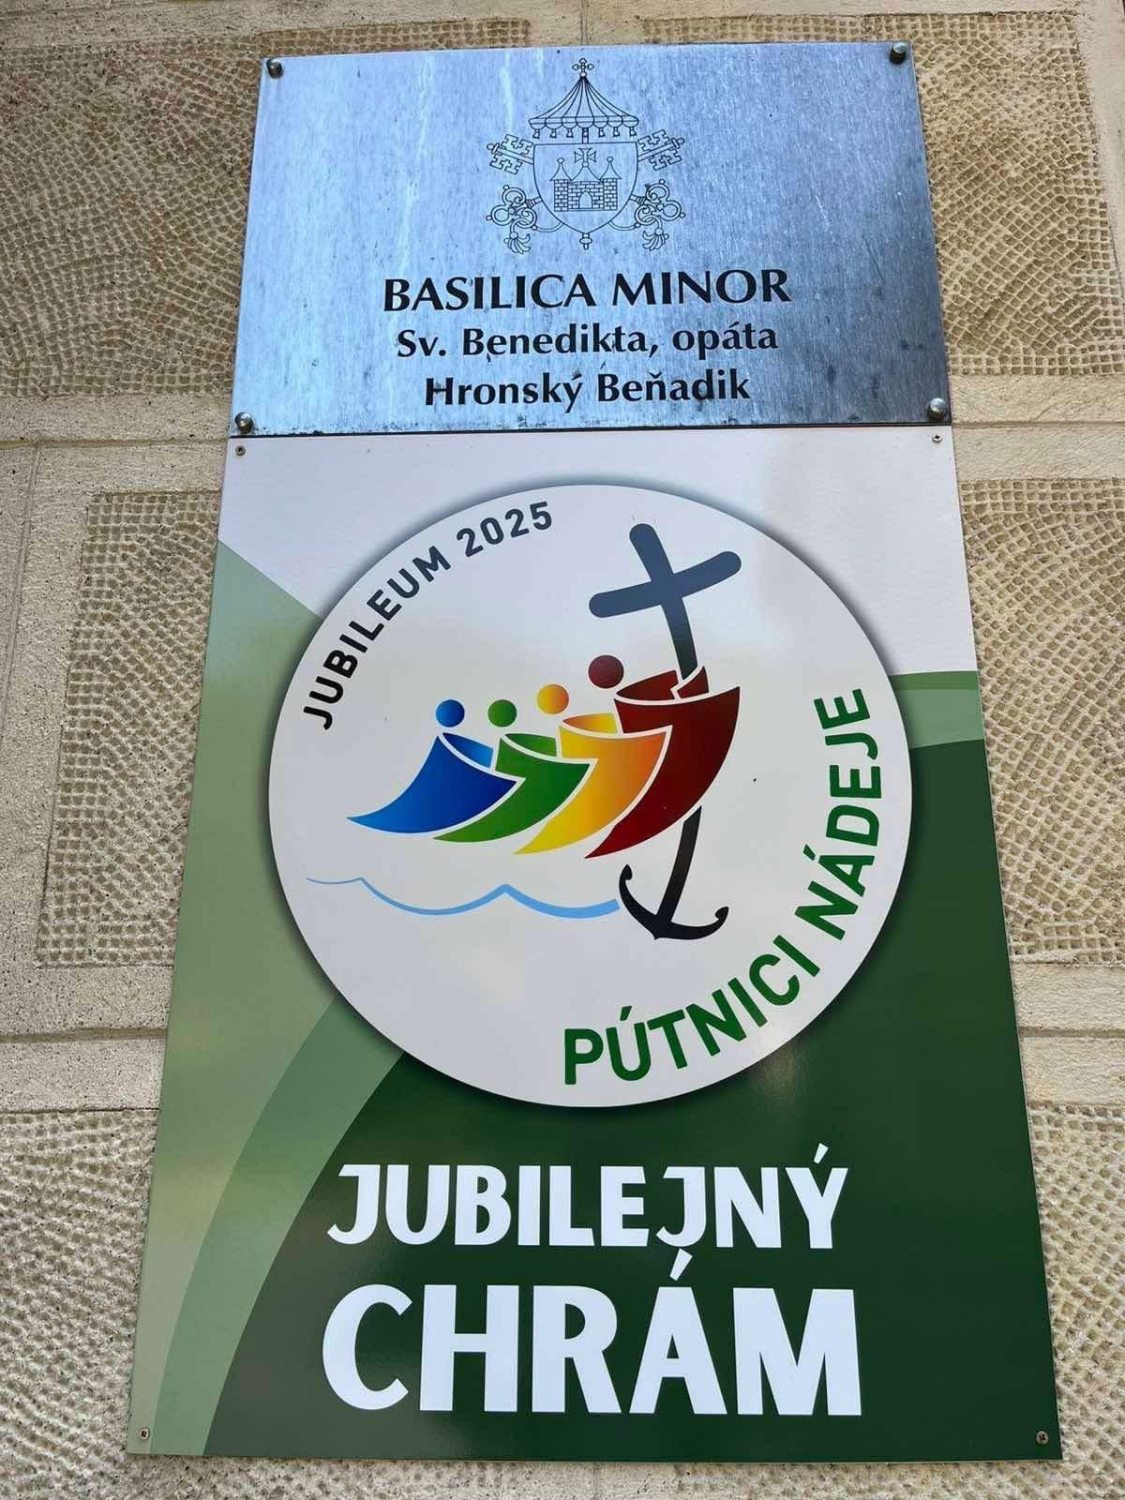 BASILICA MINOR
Sv. Benedikta, opáta
Hronský Beňadik
JUBILEUM 2025
PÚTNICI NÁDEJE
JUBILEJNÝ
CHRÁM